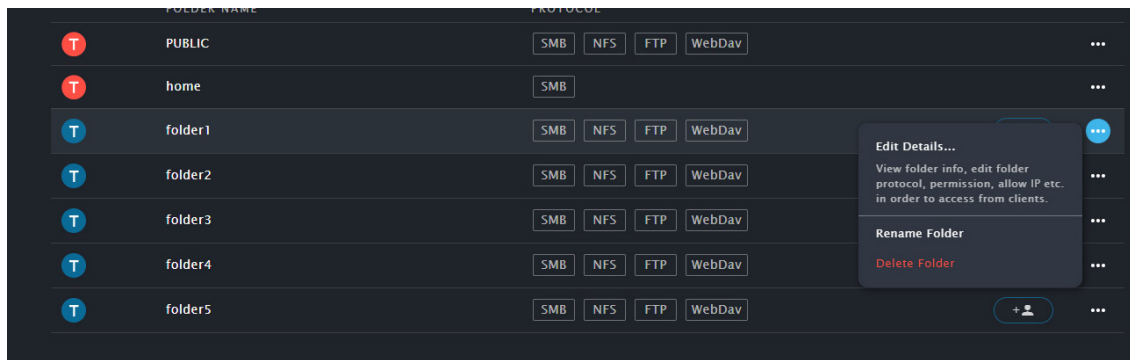 FOLDER NAME PROTOCOL
T PUBLIC SMB NFS FTP WebDav
T home SMB
T folder1 SMB NFS FTP WebDav
Edit Details...
View folder info, edit folder
protocol, permission, allow IP etc.
in order to access from clients.
Rename Folder
Delete Folder
T folder2 SMB NFS FTP WebDav
T folder3 SMB NFS FTP WebDav
T folder4 SMB NFS FTP WebDav
T folder5 SMB NFS FTP WebDav